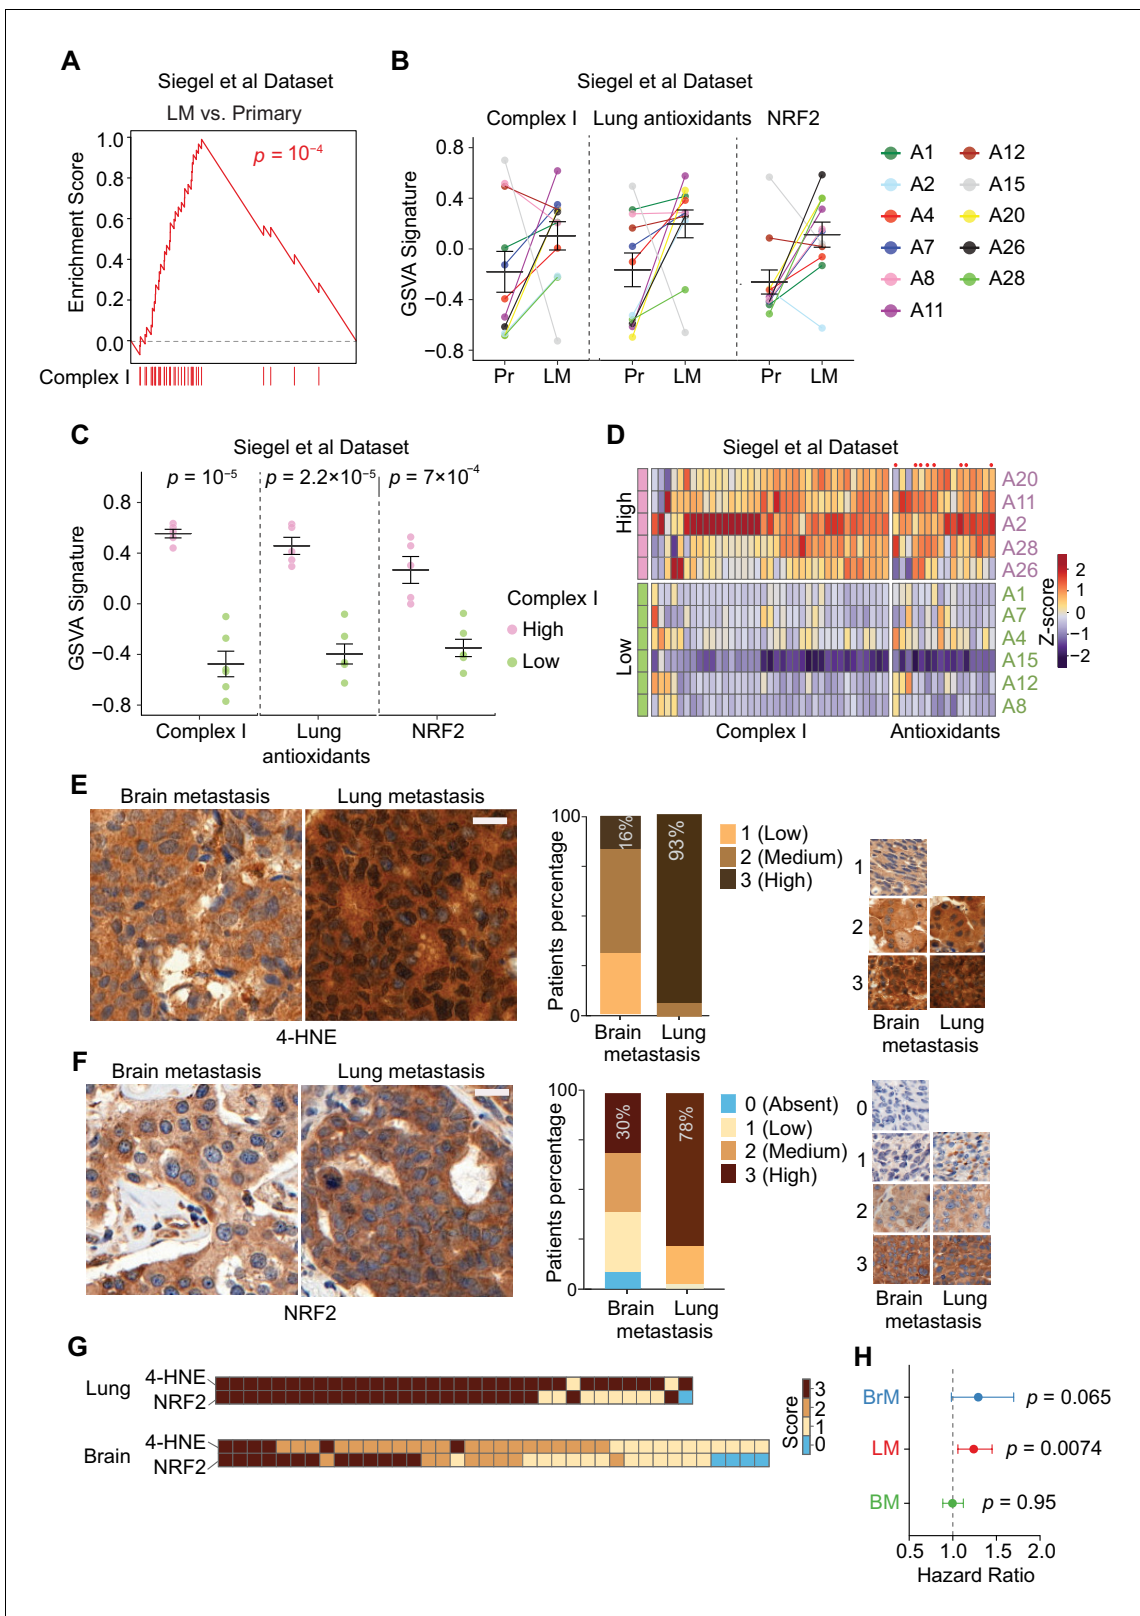 A
Siegel et al Dataset
LM vs. Primary
p = 10⁻⁴
Enrichment Score
1.0
0.8
0.6
0.4
0.2
0.0
Complex I
B
Siegel et al Dataset
Complex I
Lung antioxidants
NRF2
GSVA Signature
0.8
0.4
0.0
−0.4
−0.8
Pr
LM
Pr
LM
Pr
LM
A1
A2
A4
A7
A8
A11
A12
A15
A20
A26
A28
C
Siegel et al Dataset
p = 10⁻⁵
p = 2.2×10⁻⁵
p = 7×10⁻⁴
GSVA Signature
0.8
0.4
0.0
−0.4
−0.8
Complex I
Lung
antioxidants
NRF2
Complex I
High
Low
D
Siegel et al Dataset
High
Low
A20
A11
A2
A28
A26
A1
A7
A4
A15
A12
A8
Complex I
Antioxidants
Z-score
2
1
0
−1
−2
E
Brain metastasis
Lung metastasis
4-HNE
Patients percentage
100
0
16%
93%
Brain
Lung
metastasis
1 (Low)
2 (Medium)
3 (High)
1
2
3
Brain
Lung
metastasis
F
Brain metastasis
Lung metastasis
NRF2
Patients percentage
100
0
30%
78%
Brain
Lung
metastasis
0 (Absent)
1 (Low)
2 (Medium)
3 (High)
0
1
2
3
Brain
Lung
metastasis
G
Lung
4-HNE
NRF2
Brain
4-HNE
NRF2
Score
3
2
1
0
H
BrM
p = 0.065
LM
p = 0.0074
BM
p = 0.95
0.5
1.0
1.5
2.0
Hazard Ratio